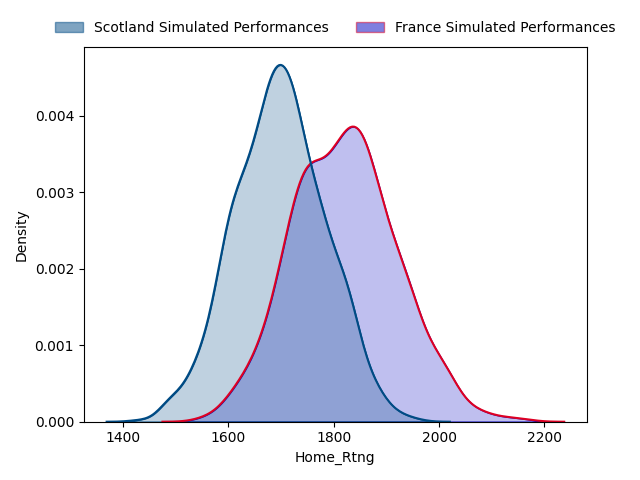 Scotland Simulated Performances France Simulated Performances
0.004
0.003
0.002
0.001
0.000
Density
1400 1600 1800 2000 2200
Home_Rtng